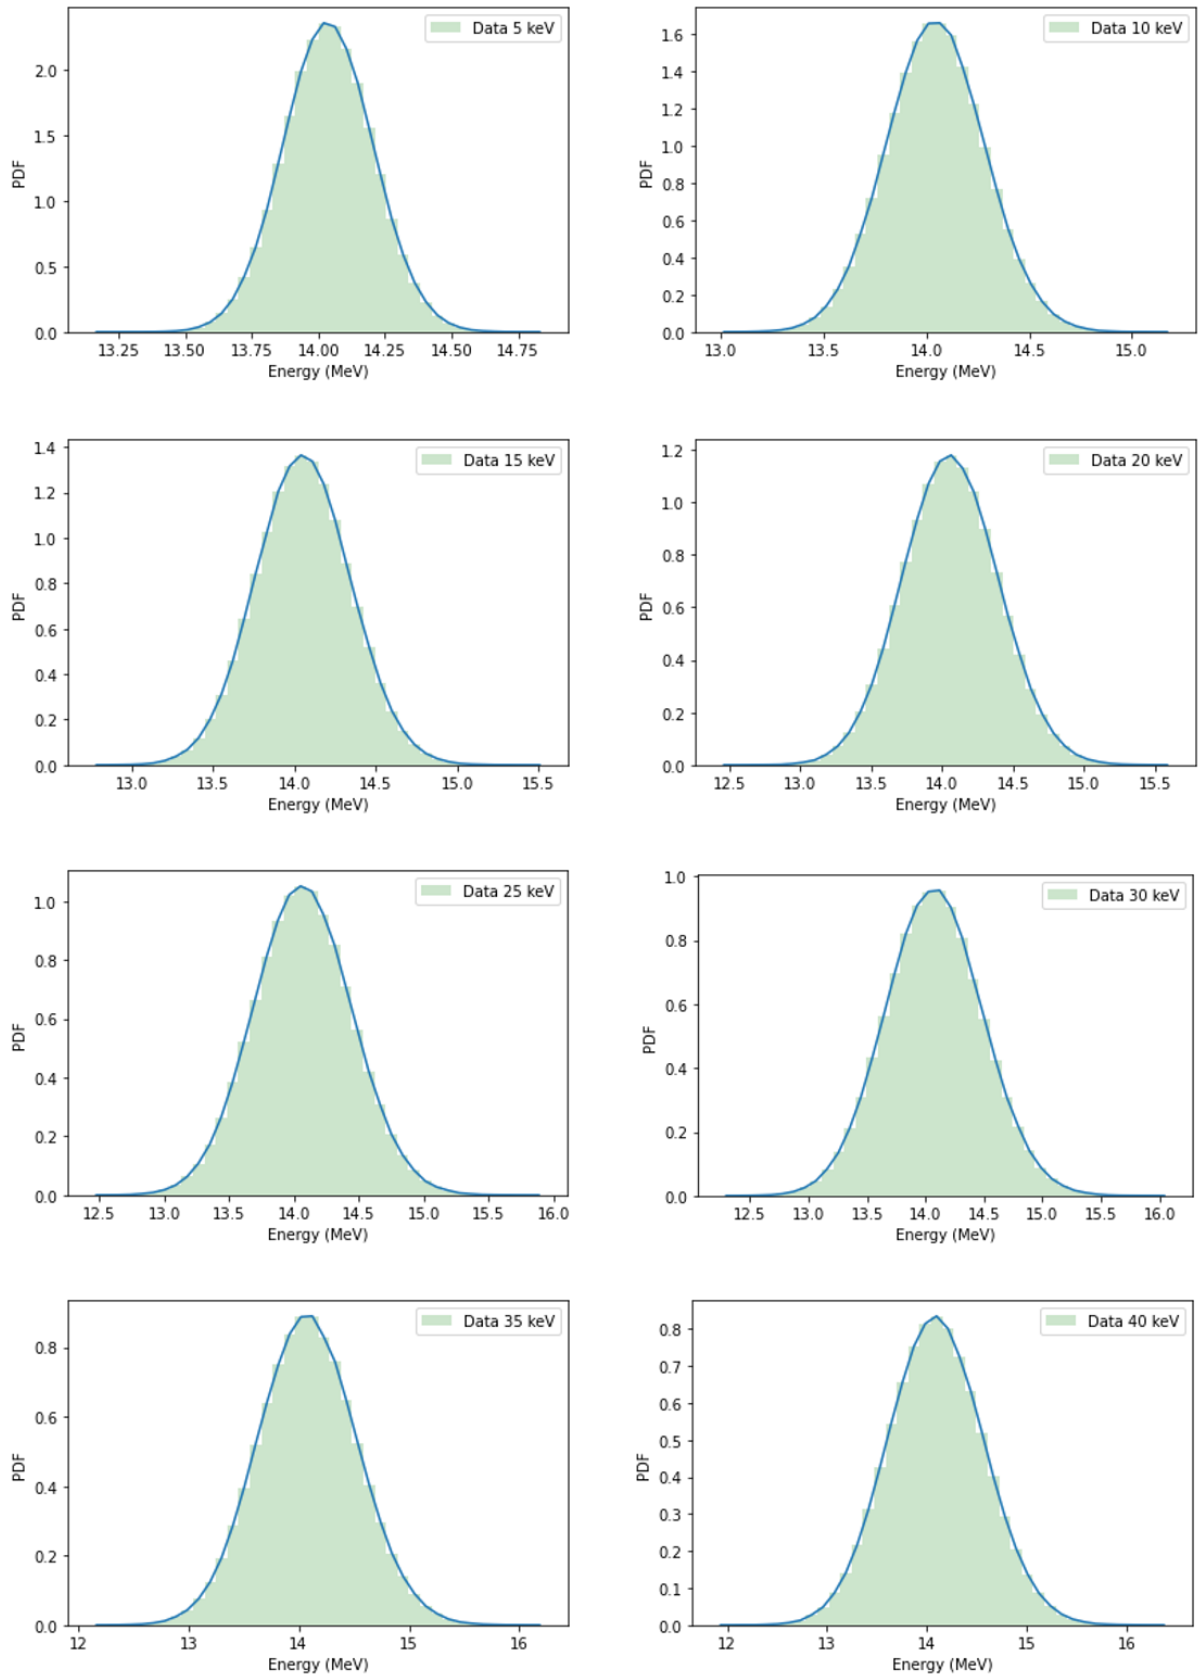 Data 5 keV
PDF
2.0
1.5
1.0
0.5
0.0
13.25 13.50 13.75 14.00 14.25 14.50 14.75
Energy (MeV)
Data 10 keV
PDF
1.6
1.4
1.2
1.0
0.8
0.6
0.4
0.2
0.0
13.0 13.5 14.0 14.5 15.0
Energy (MeV)
Data 15 keV
PDF
1.4
1.2
1.0
0.8
0.6
0.4
0.2
0.0
13.0 13.5 14.0 14.5 15.0 15.5
Energy (MeV)
Data 20 keV
PDF
1.2
1.0
0.8
0.6
0.4
0.2
0.0
12.5 13.0 13.5 14.0 14.5 15.0 15.5
Energy (MeV)
Data 25 keV
PDF
1.0
0.8
0.6
0.4
0.2
0.0
12.5 13.0 13.5 14.0 14.5 15.0 15.5 16.0
Energy (MeV)
Data 30 keV
PDF
1.0
0.8
0.6
0.4
0.2
0.0
12.5 13.0 13.5 14.0 14.5 15.0 15.5 16.0
Energy (MeV)
Data 35 keV
PDF
0.8
0.6
0.4
0.2
0.0
12 13 14 15 16
Energy (MeV)
Data 40 keV
PDF
0.8
0.7
0.6
0.5
0.4
0.3
0.2
0.1
0.0
12 13 14 15 16
Energy (MeV)